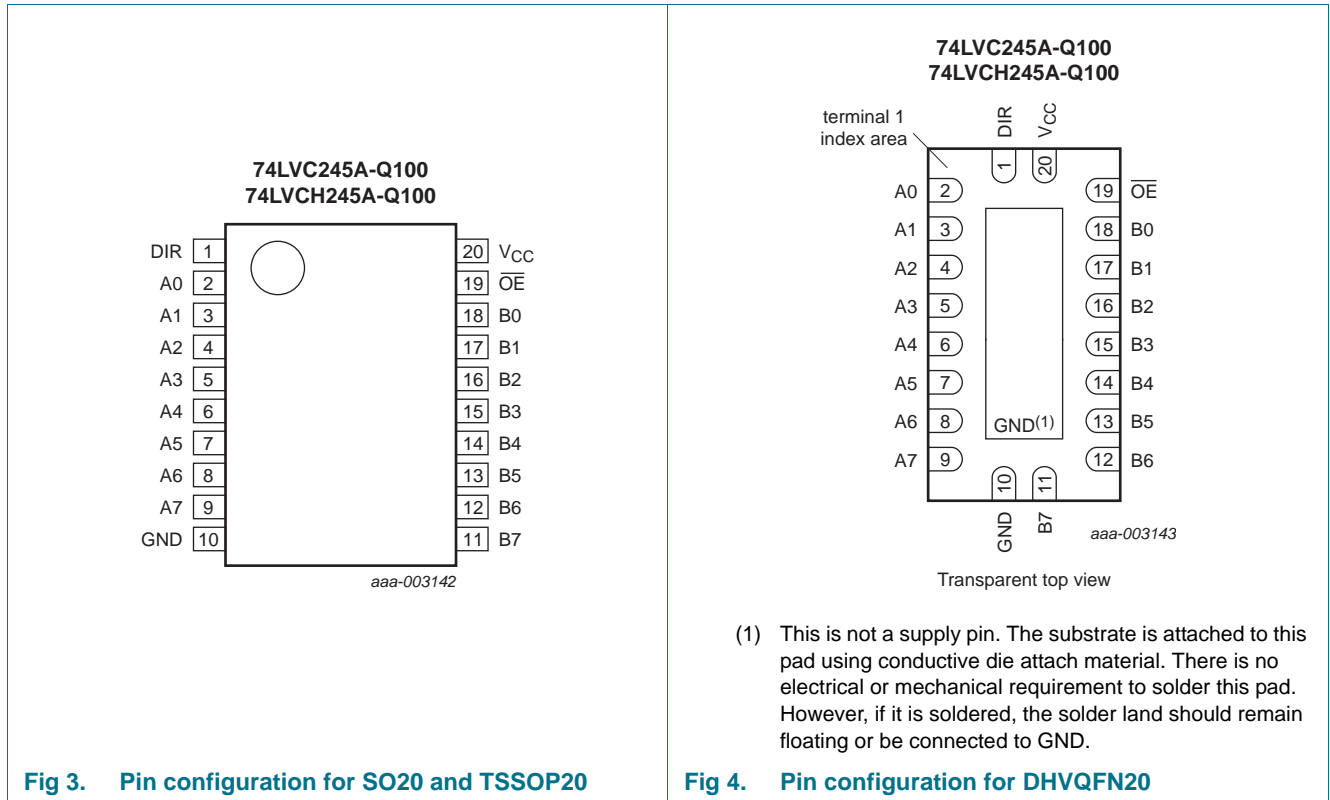 74LVC245A-Q100
74LVCH245A-Q100
DIR 1
A0 2
A1 3
A2 4
A3 5
A4 6
A5 7
A6 8
A7 9
GND 10
20 VCC
19 OE
18 B0
17 B1
16 B2
15 B3
14 B4
13 B5
12 B6
11 B7
aaa-003142
Fig 3. Pin configuration for SO20 and TSSOP20
74LVC245A-Q100
74LVCH245A-Q100
terminal 1
index area
DIR
VCC
1
20
A0 2
A1 3
A2 4
A3 5
A4 6
A5 7
A6 8
A7 9
19 OE
18 B0
17 B1
16 B2
15 B3
14 B4
13 B5
12 B6
GND(1)
10
11
GND
B7
aaa-003143
Transparent top view
(1) This is not a supply pin. The substrate is attached to this
pad using conductive die attach material. There is no
electrical or mechanical requirement to solder this pad.
However, if it is soldered, the solder land should remain
floating or be connected to GND.
Fig 4. Pin configuration for DHVQFN20